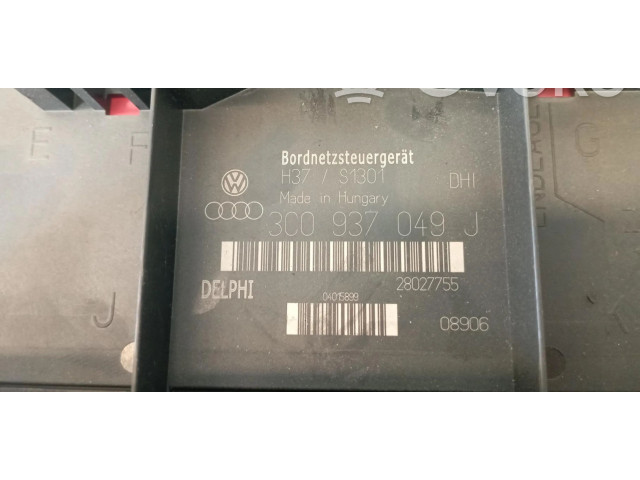 E F
Bordnetzsteuergerät
H37 / S1301 DHI
Made in Hungary
3C0 937 049 J
DELPHI 28027755
04015899
08906
J
G